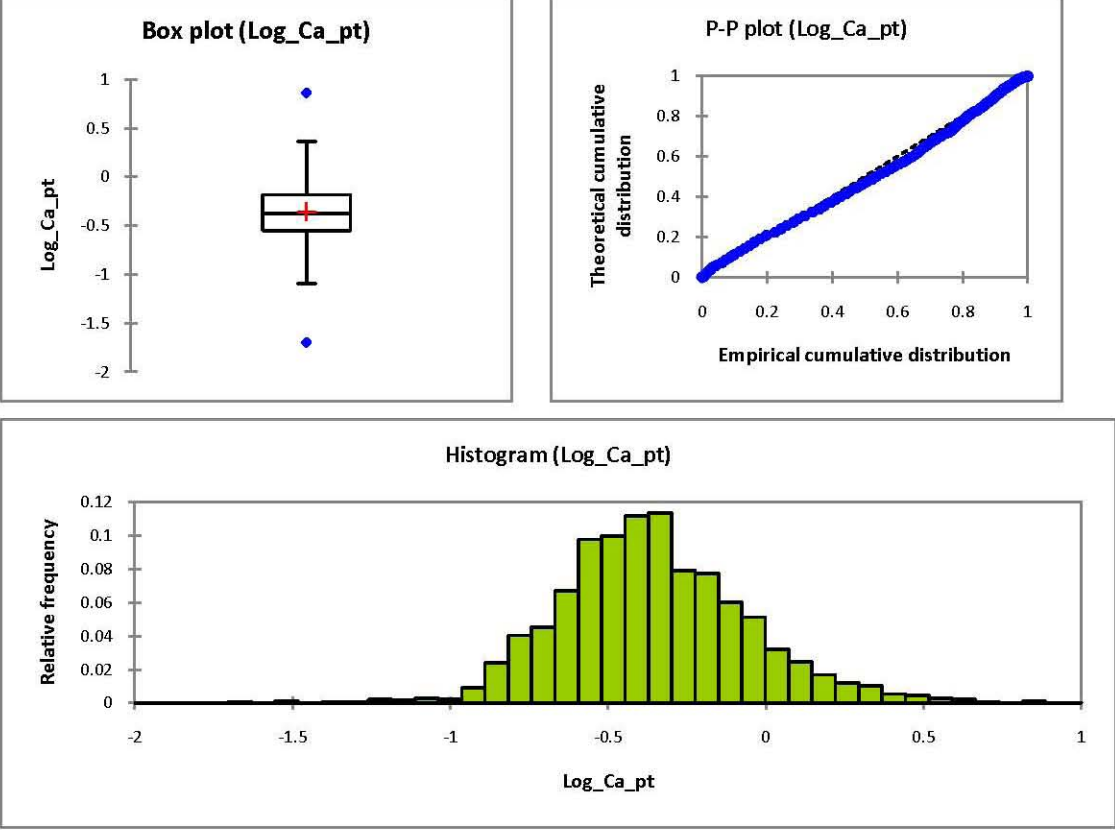 Box plot (Log_Ca_pt)
1
0.5
0
-0.5
-1
-1.5
-2
Log_Ca_pt
P-P plot (Log_Ca_pt)
Theoretical cumulative
distribution
1
0.8
0.6
0.4
0.2
0
0 0.2 0.4 0.6 0.8 1
Empirical cumulative distribution
Histogram (Log_Ca_pt)
Relative frequency
0.12
0.1
0.08
0.06
0.04
0.02
0
-2 -1.5 -1 -0.5 0 0.5 1
Log_Ca_pt